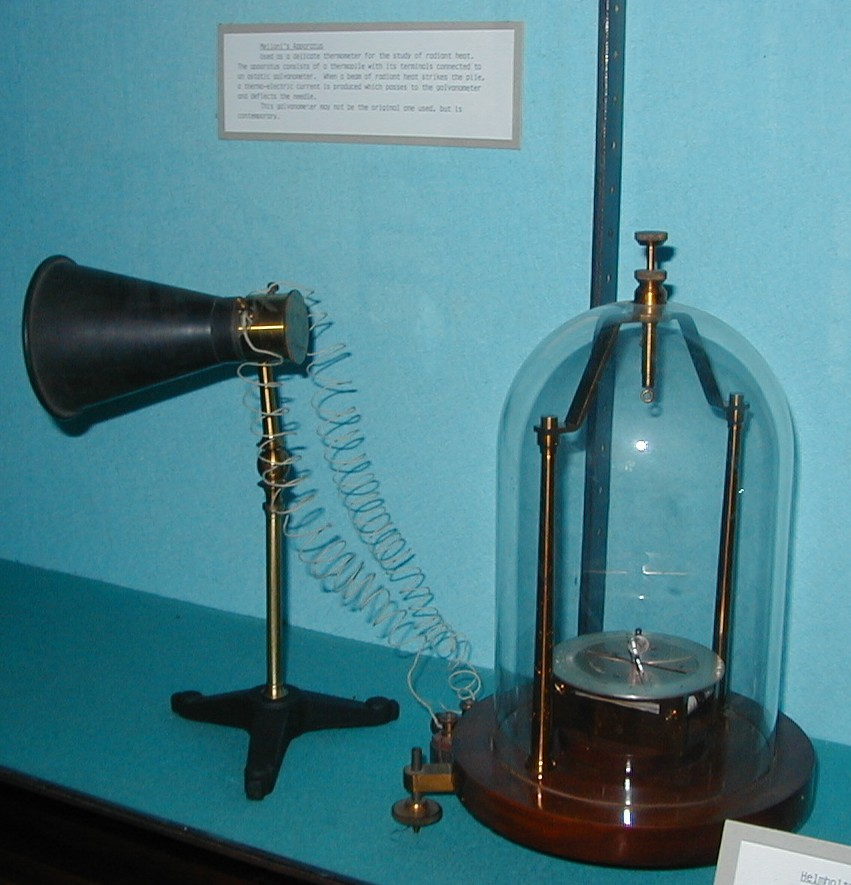 Melloni's Apparatus
Used as a delicate thermometer for the study of radiant heat.
The apparatus consists of a thermopile with its terminals connected to
an astatic galvanometer. When a beam of radiant heat strikes the pile,
a thermo-electric current is produced which passes to the galvanometer
and deflects the needle.
This galvanometer may not be the original one used, but is
contemporary.